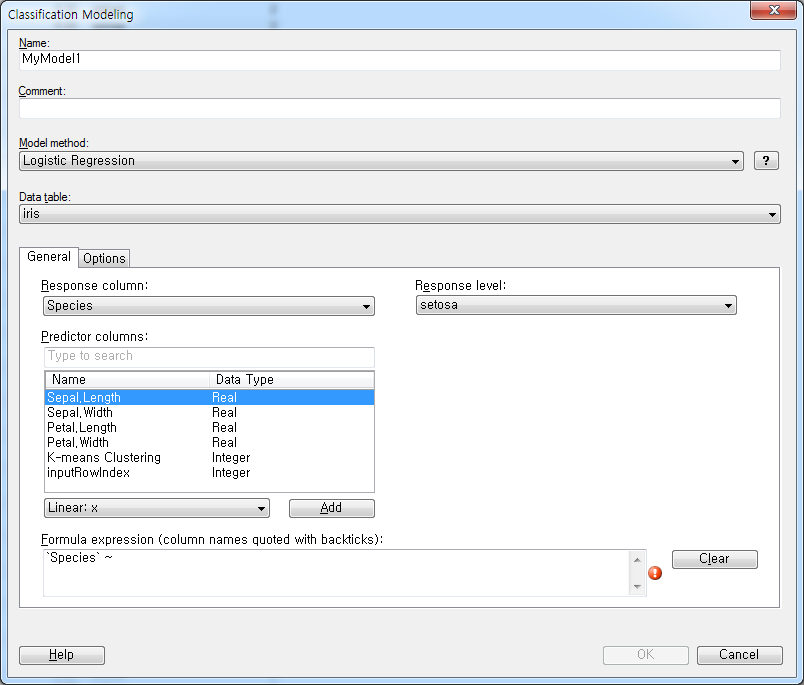 Classification Modeling
Name:
MyModel1
Comment:
Model method:
Logistic Regression
?
Data table:
iris
General Options
Response column:
Species
Response level:
setosa
Predictor columns:
Type to search
Name Data Type
Sepal.Length Real
Sepal.Width Real
Petal.Length Real
Petal.Width Real
K-means Clustering Integer
inputRowIndex Integer
Linear: x
Add
Formula expression (column names quoted with backticks):
`Species` ~
Clear
Help
OK
Cancel